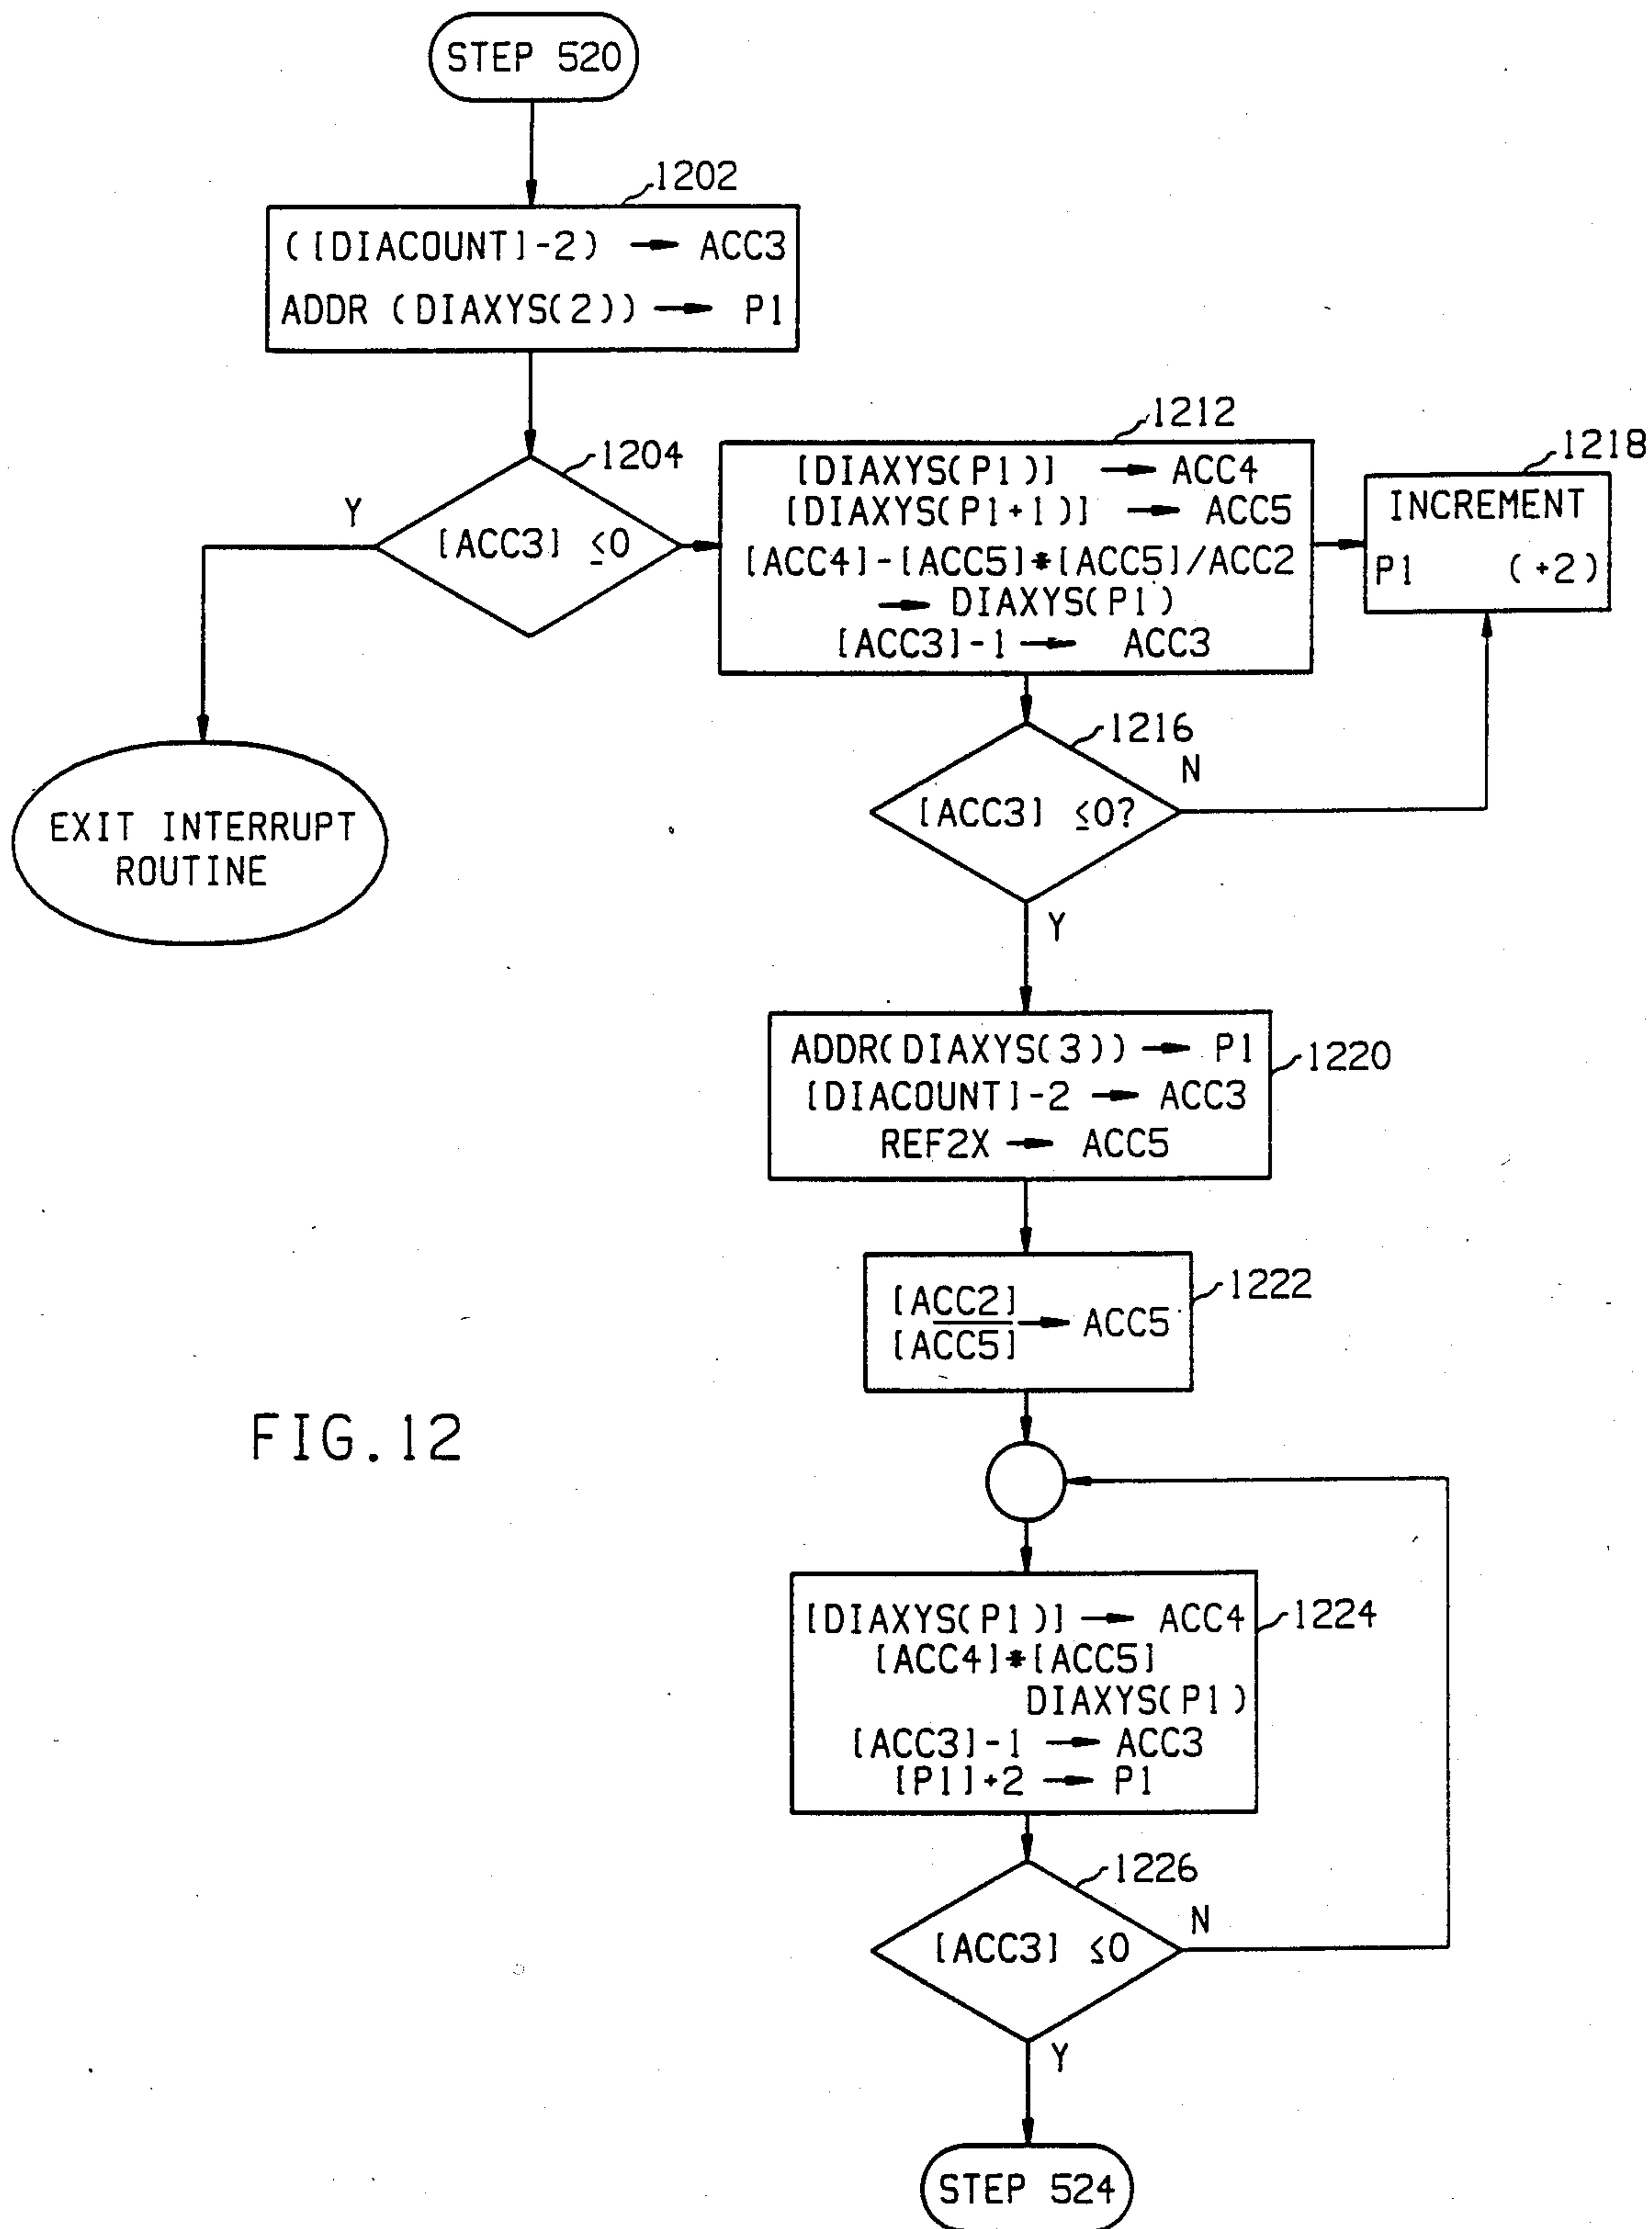 STEP 520
1202
([DIACOUNT]-2) → ACC3
ADDR (DIAXYS(2)) → P1
1204
Y
[ACC3] ≤0
1212
[DIAXYS(P1)] → ACC4
[DIAXYS(P1+1)] → ACC5
[ACC4]-[ACC5]*[ACC5]/ACC2
→ DIAXYS(P1)
[ACC3]-1 → ACC3
1218
INCREMENT
P1 (+2)
EXIT INTERRUPT
ROUTINE
1216
N
[ACC3] ≤0?
Y
ADDR(DIAXYS(3)) → P1
[DIACOUNT]-2 → ACC3
REF2X → ACC5
1220
[ACC2]
[ACC5]
→ ACC5
1222
FIG.12
[DIAXYS(P1)] → ACC4
[ACC4]*[ACC5]
DIAXYS(P1)
[ACC3]-1 → ACC3
[P1]+2 → P1
1224
1226
N
[ACC3] ≤0
Y
STEP 524